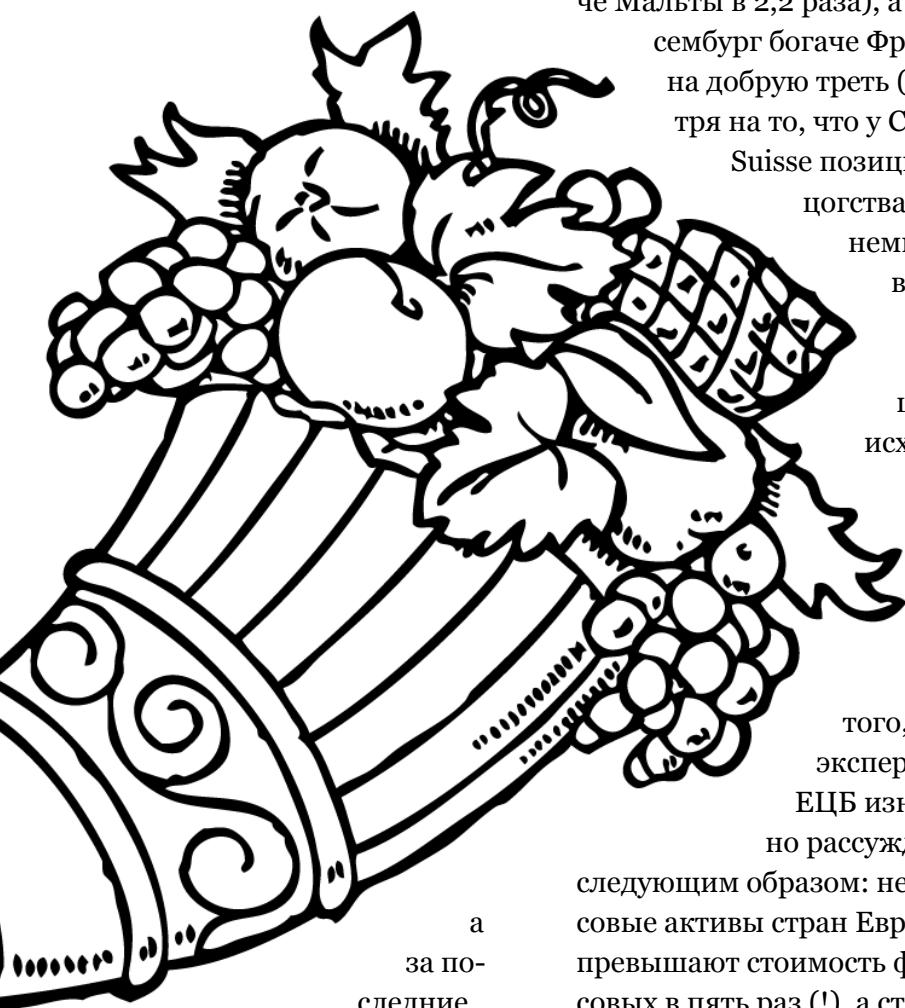 а
за по-
следние
че Мальты в 2,2 раза), а
сембург богаче Фр
на добрую треть (
тря на то, что у С
Suisse позици
цогства
неми
в
ц
исх
того,
экспер
ЕЦБ изн
но рассужд
следующим образом: не
совые активы стран Евр
превышают стоимость ф
совых в пять раз (!), а ст